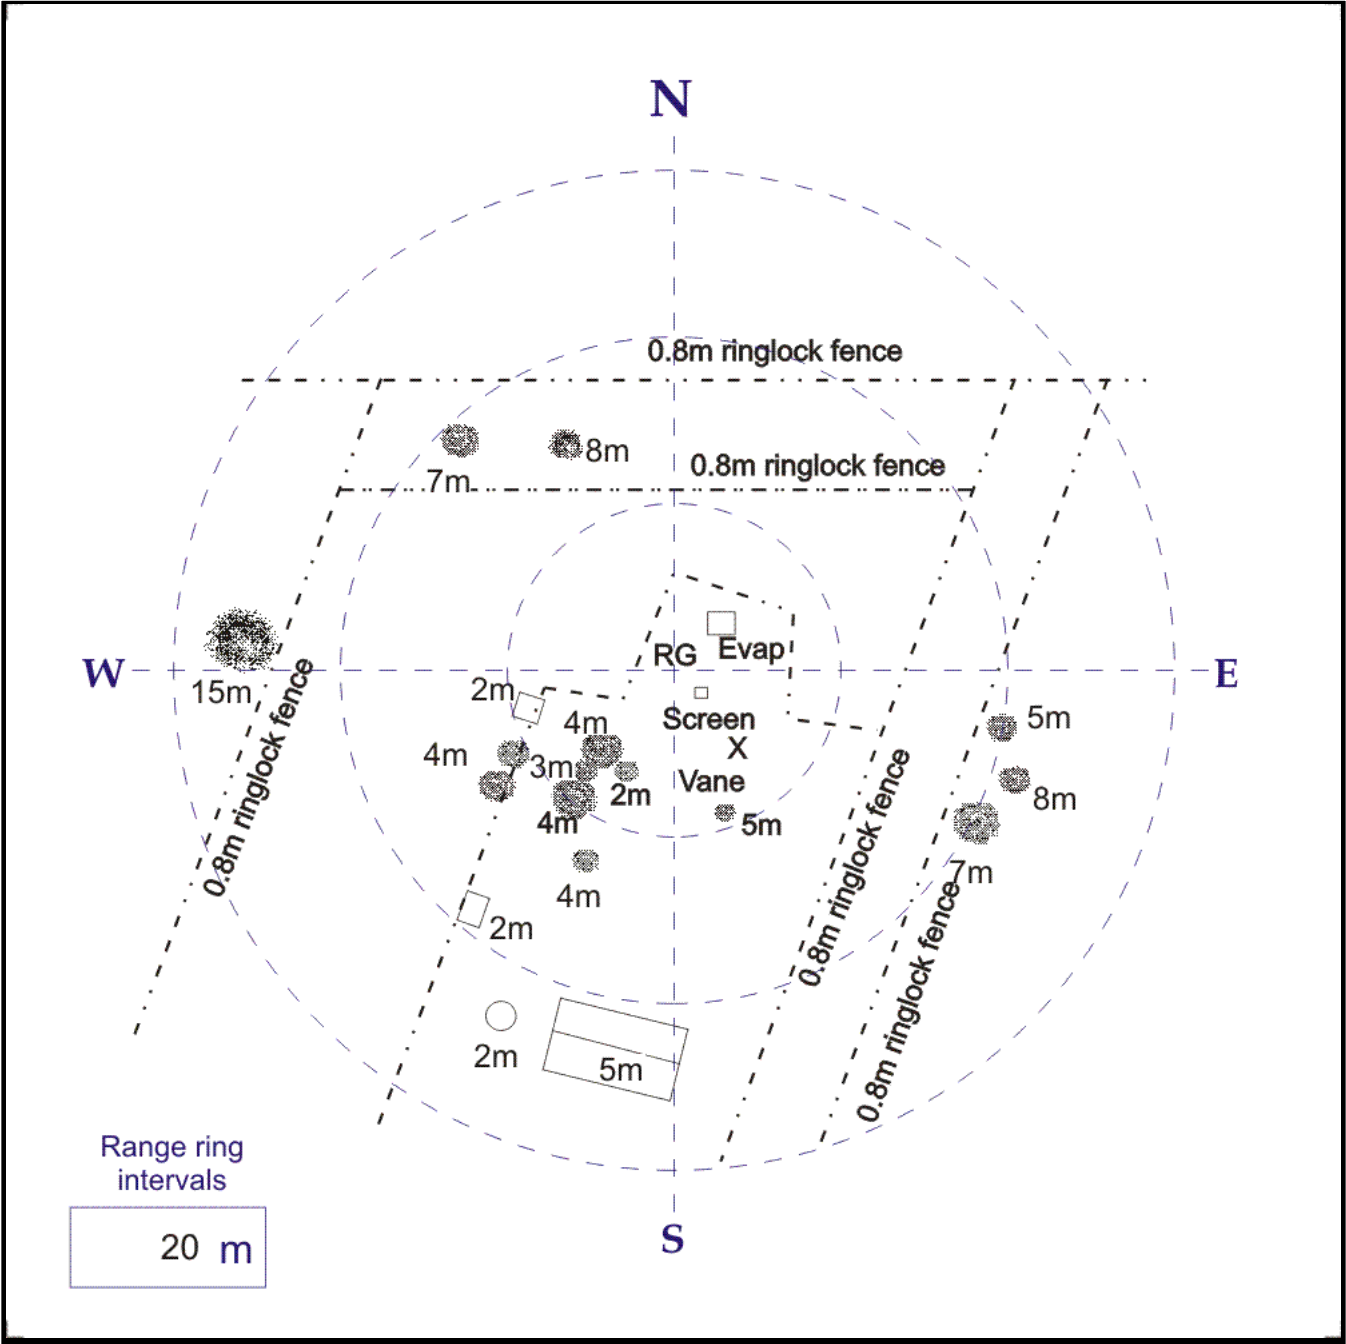 N
0.8m ringlock fence
8m
7m
0.8m ringlock fence
RG
Evap
W
E
15m
2m
Screen
5m
4m
X
4m
3m
Vane
2m
8m
4m
5m
7m
4m
2m
0.8m ringlock fence
0.8m ringlock fence
0.8m ringlock fence
2m
5m
Range ring
intervals
20 m
S